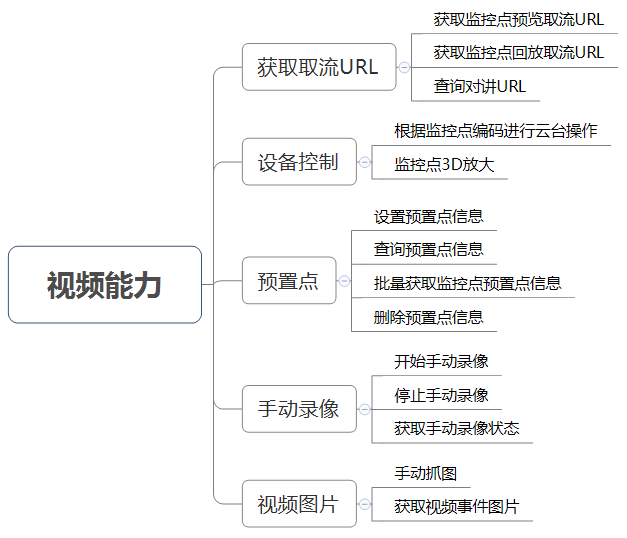 视频能力
获取取流URL
获取监控点预览取流URL
获取监控点回放取流URL
查询对讲URL
设备控制
根据监控点编码进行云台操作
监控点3D放大
预置点
设置预置点信息
查询预置点信息
批量获取监控点预置点信息
删除预置点信息
手动录像
开始手动录像
停止手动录像
获取手动录像状态
视频图片
手动抓图
获取视频事件图片